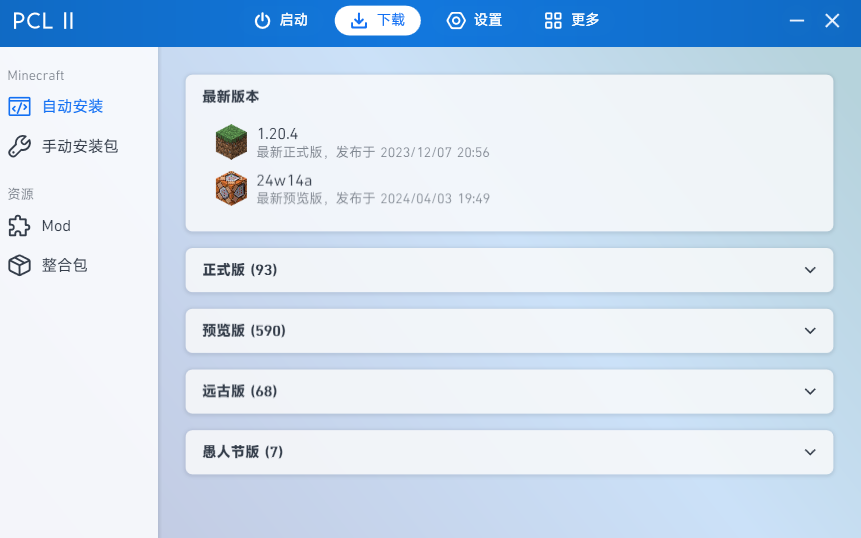 PCL II
启动
下载
设置
更多
Minecraft
自动安装
手动安装包
资源
Mod
整合包
最新版本
1.20.4
最新正式版，发布于 2023/12/07 20:56
24w14a
最新预览版，发布于 2024/04/03 19:49
正式版 (93)
预览版 (590)
远古版 (68)
愚人节版 (7)